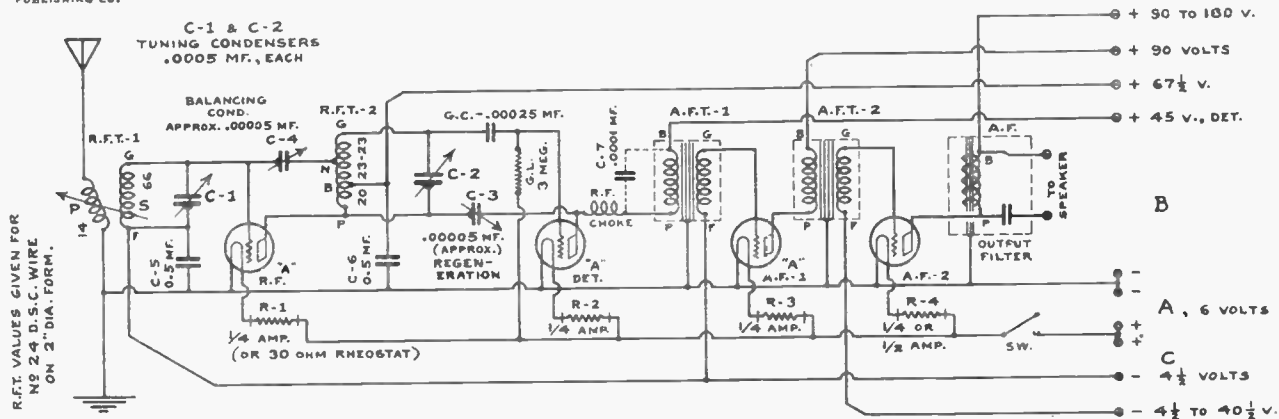 PUBLISHING CO.
C-1 & C-2
TUNING CONDENSERS
.0005 MF., EACH
BALANCING
COND.
APPROX. .00005 MF.
C-4
R.F.T.-1
R.F.T.-2
G
66
S
F
P
14
C-1
C-5
0.5 MF.
"A"
R.F.
R-1
1/4 AMP.
(OR 30 OHM RHEOSTAT)
G
N
B
P
20 23-23
C-2
C-6
0.5 MF.
G.C.-.00025 MF.
G.L.
3 MEG.
C-3
.00005 MF.
(APPROX.)
REGEN-
ERATION
"A"
DET.
R-2
1/4 AMP.
C-7
.0001 MF.
R.F.
CHOKE
A.F.T.-1
B
G
P
F
"A"
A.F.-1
R-3
1/4 AMP.
A.F.T.-2
B
G
P
F
A.F.-2
R-4
1/4 OR
1/2 AMP.
SW.
A.F.
B
P
OUTPUT
FILTER
TO
SPEAKER
+ 90 TO 180 V.
+ 90 VOLTS
+ 67½ V.
+ 45 V., DET.
B
-
-
A, 6 VOLTS
+
+
C
- 4½ VOLTS
- 4½ TO 40½ V.
R.F.T. VALUES GIVEN FOR
Nº 24 D.S.C. WIRE
ON 2" DIA. FORM.